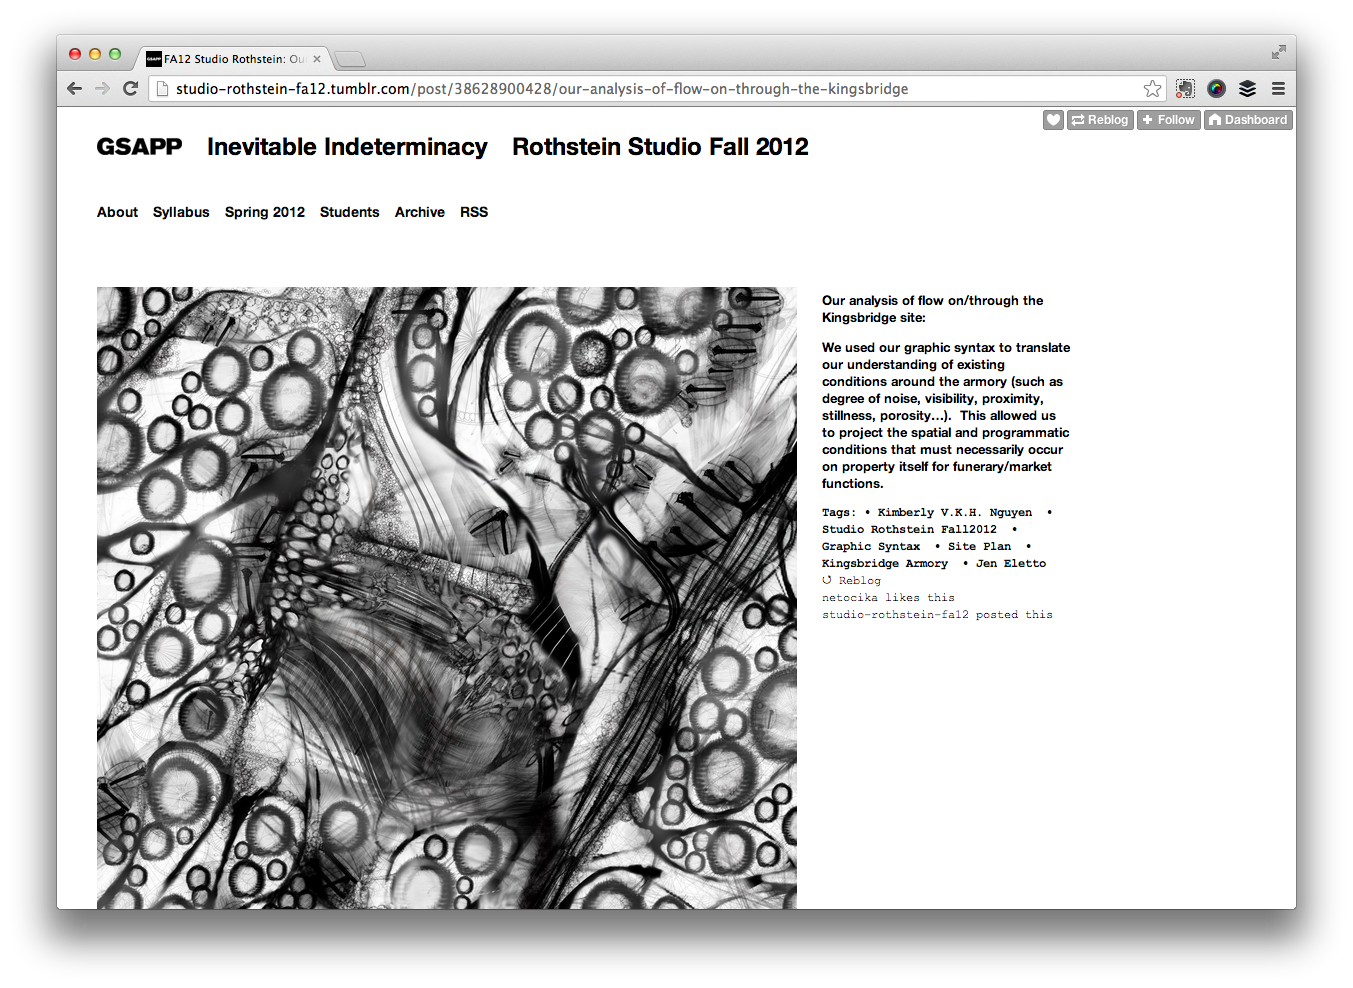 FA12 Studio Rothstein: Ou
studio-rothstein-fa12.tumblr.com/post/38628900428/our-analysis-of-flow-on-through-the-kingsbridge
Reblog Follow Dashboard
GSAPP Inevitable Indeterminacy Rothstein Studio Fall 2012
About Syllabus Spring 2012 Students Archive RSS
Our analysis of flow on/through the
Kingsbridge site:
We used our graphic syntax to translate
our understanding of existing
conditions around the armory (such as
degree of noise, visibility, proximity,
stillness, porosity...).  This allowed us
to project the spatial and programmatic
conditions that must necessarily occur
on property itself for funerary/market
functions.
Tags: • Kimberly V.K.H. Nguyen •
Studio Rothstein Fall2012 •
Graphic Syntax • Site Plan •
Kingsbridge Armory • Jen Eletto
Reblog
netocika likes this
studio-rothstein-fa12 posted this